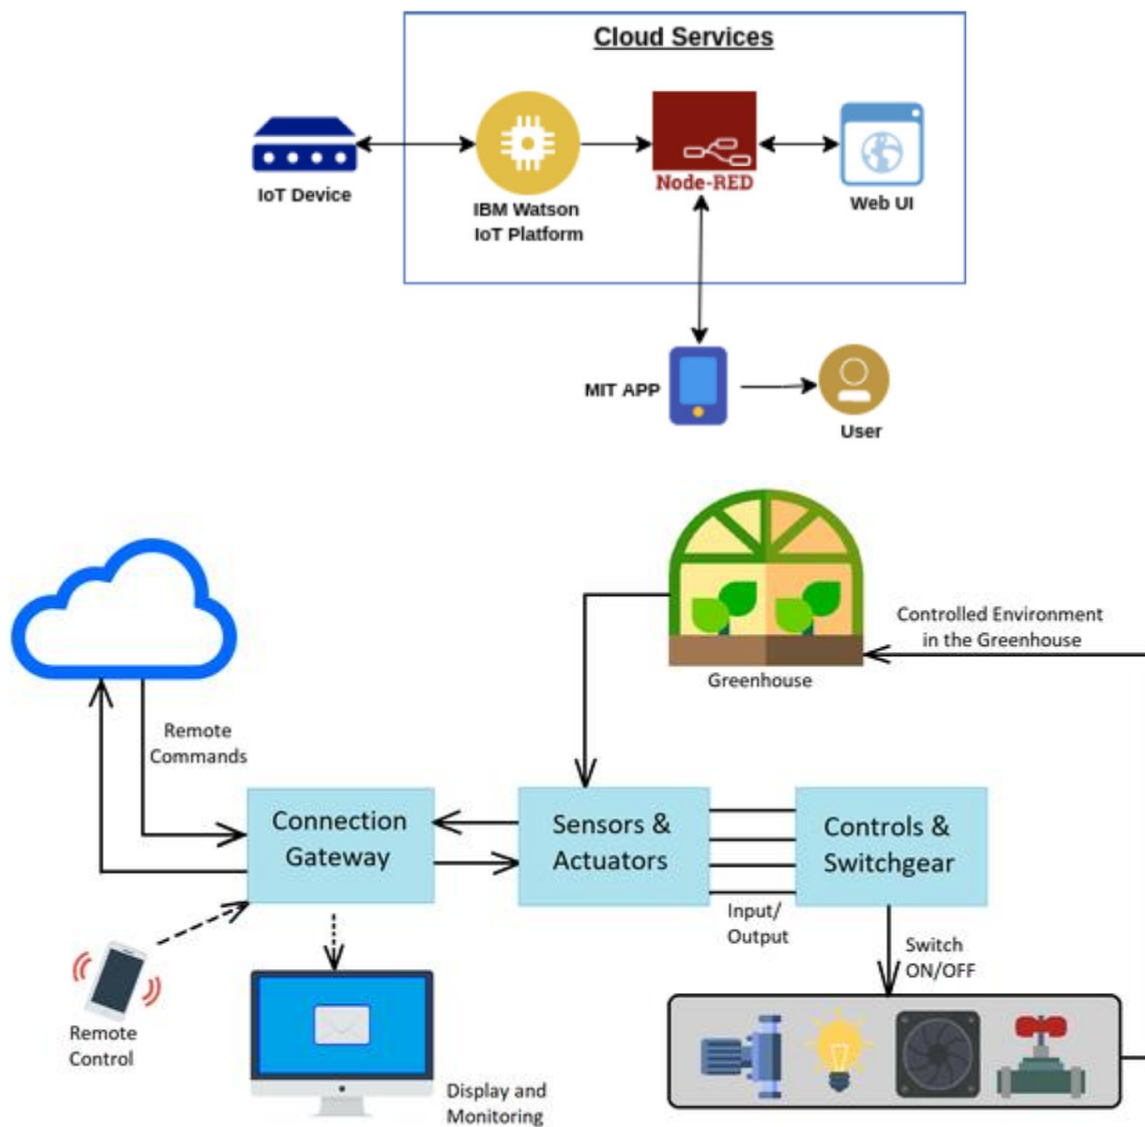 Cloud Services
IoT Device
IBM Watson
IoT Platform
Node-RED
Web UI
MIT APP
User
Controlled Environment
in the Greenhouse
Greenhouse
Remote
Commands
Connection
Gateway
Sensors &
Actuators
Controls &
Switchgear
Input/
Output
Switch
ON/OFF
Remote
Control
Display and
Monitoring